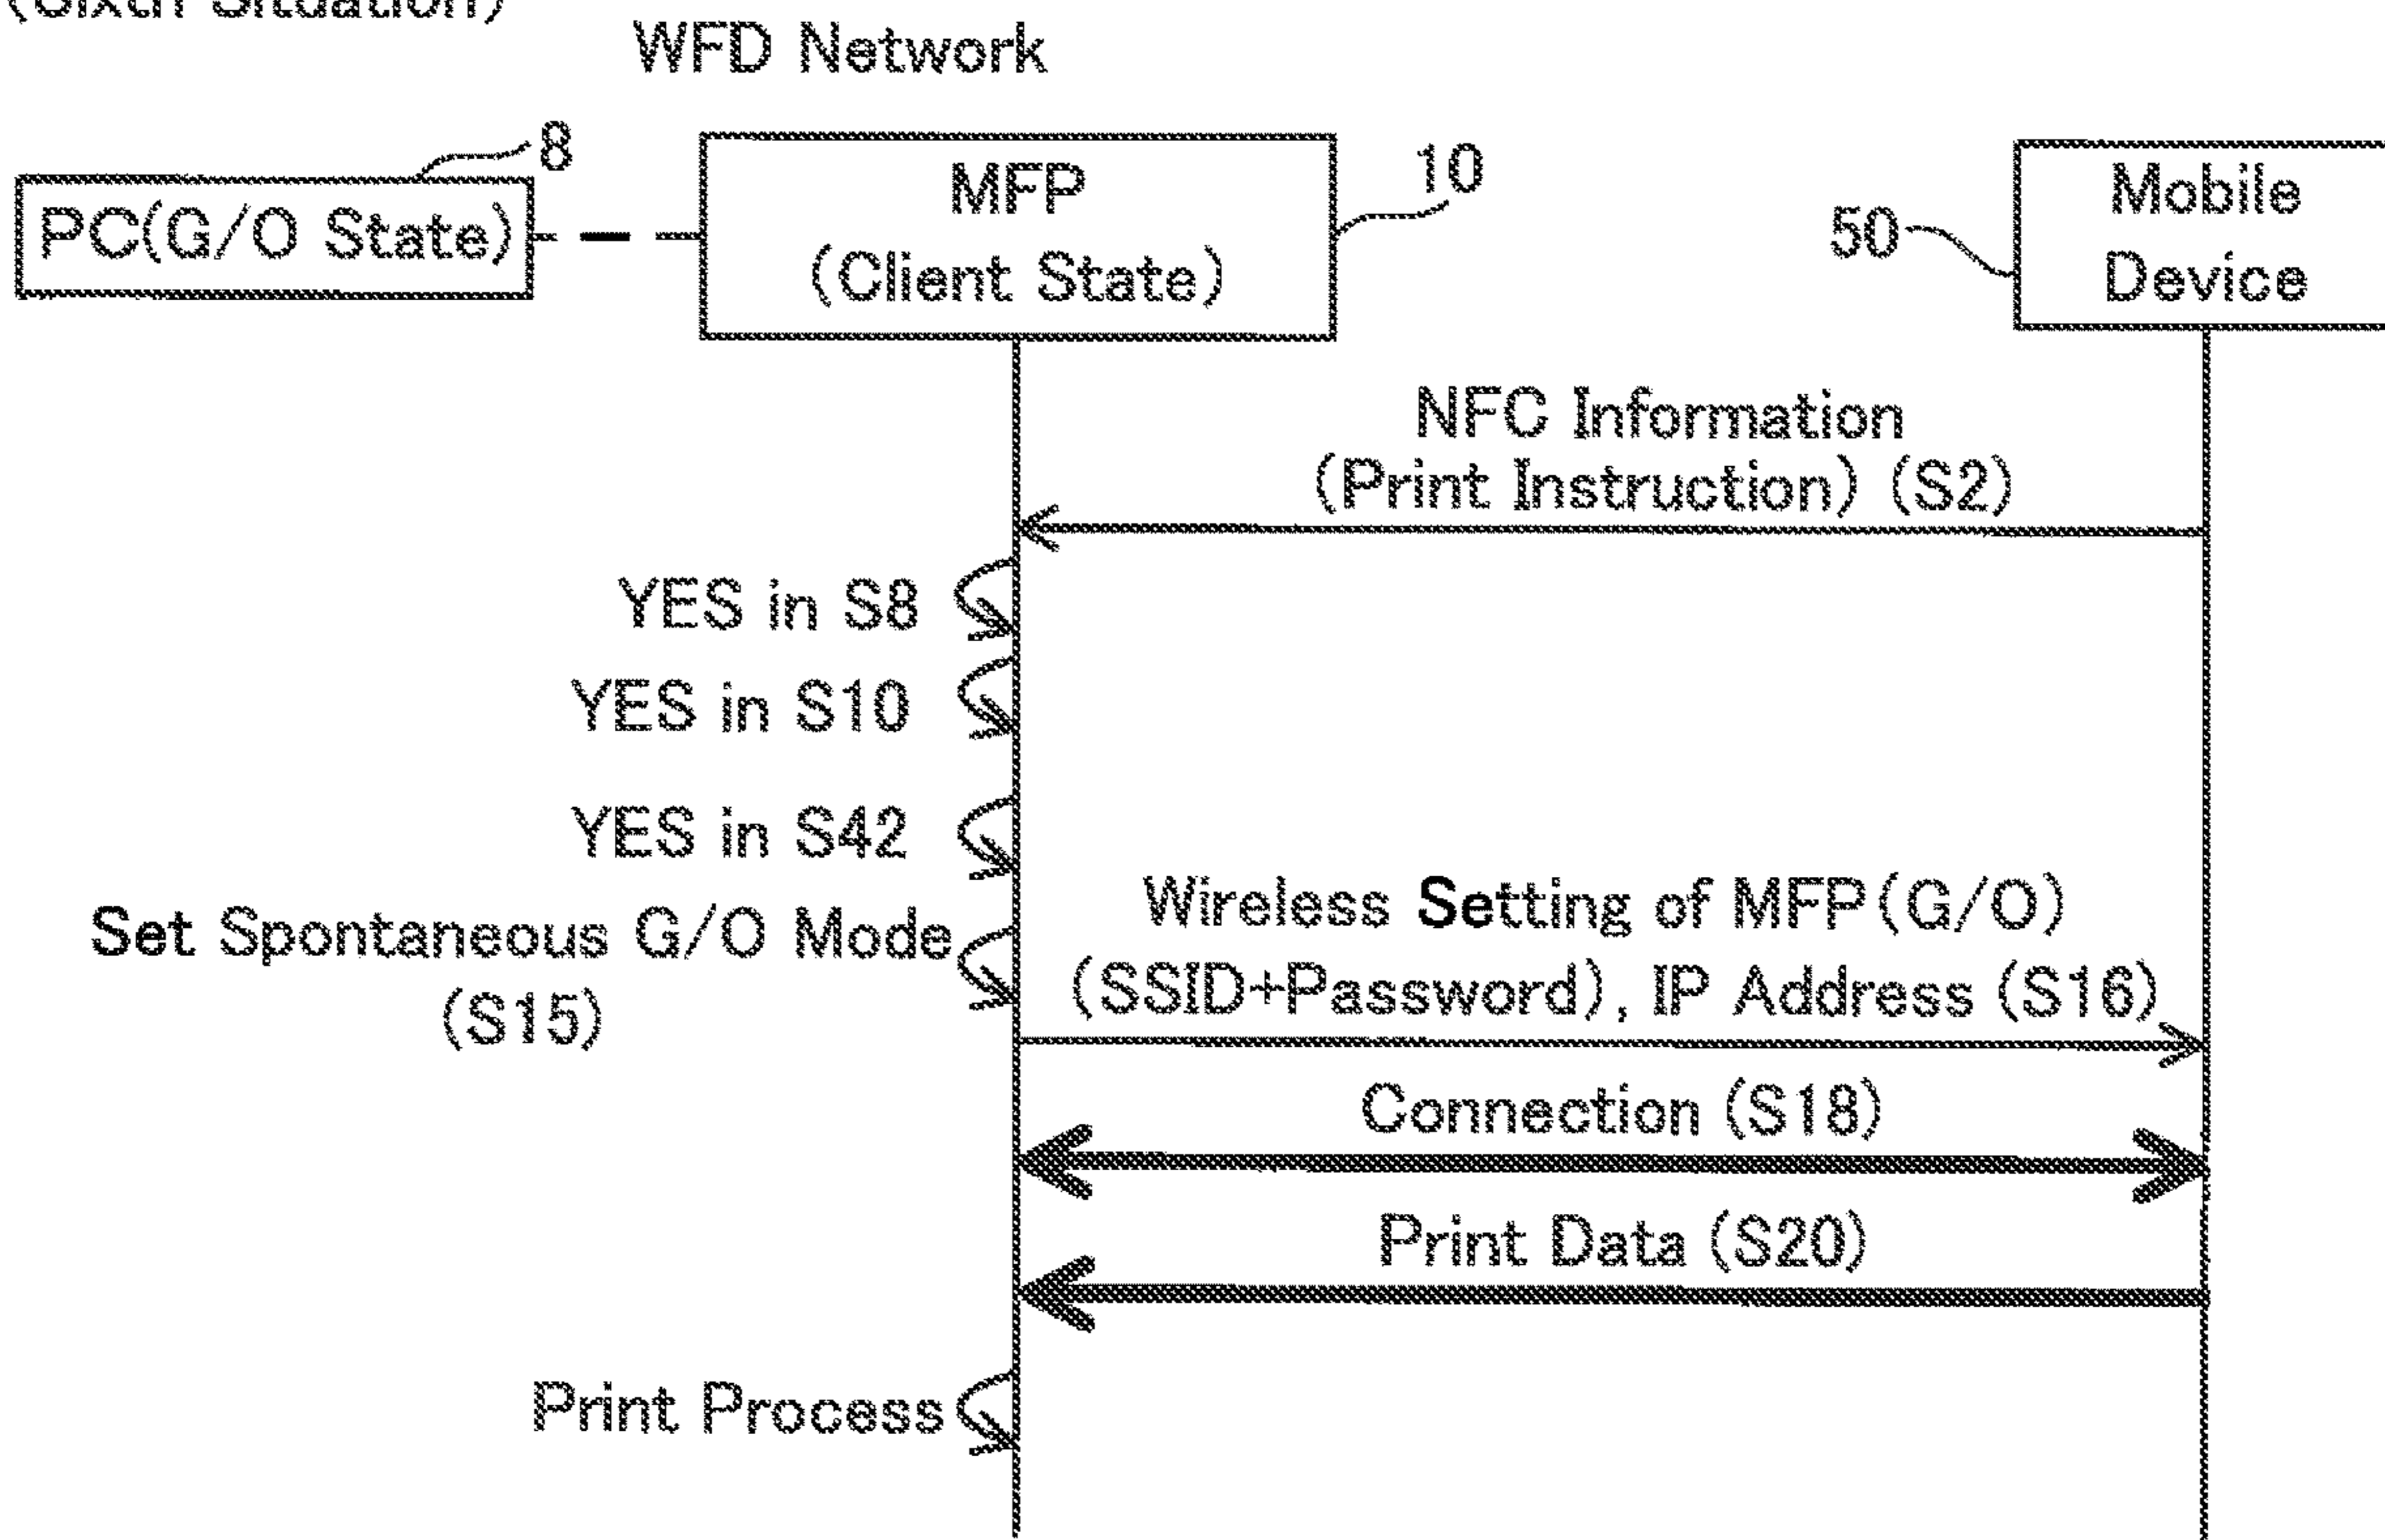 (Sixth Situation)
WFD Network
8
PC(G/O State)
MFP
(Client State)
10
50
Mobile
Device
NFC Information
(Print Instruction) (S2)
YES in S8
YES in S10
YES in S42
Set Spontaneous G/O Mode
(S15)
Wireless Setting of MFP(G/O)
(SSID+Password), IP Address (S16)
Connection (S18)
Print Data (S20)
Print Process